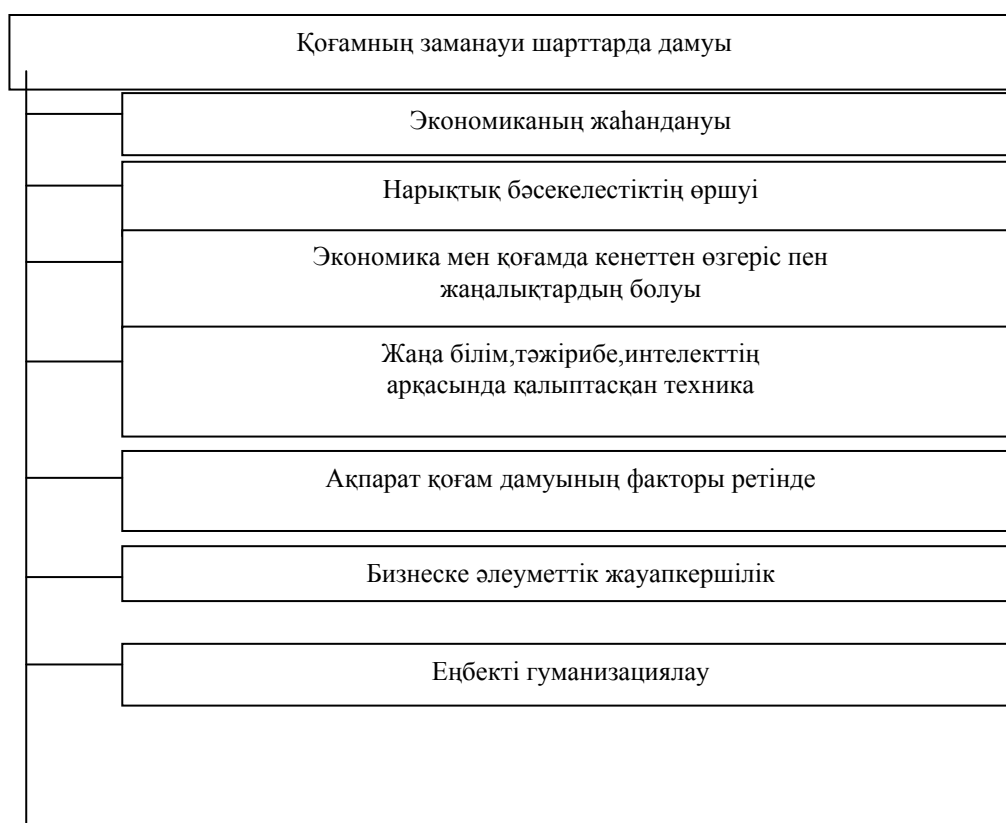 Қоғамның заманауи шарттарда дамуы
Экономиканың жаһандануы
Нарықтық бәсекелестіктің өршуі
Экономика мен қоғамда кенеттен өзгеріс пен
жаңалықтардың болуы
Жаңа білім,тәжірибе,интелекттің
арқасында қалыптасқан техника
Ақпарат қоғам дамуының факторы ретінде
Бизнеске әлеуметтік жауапкершілік
Еңбекті гуманизациялау